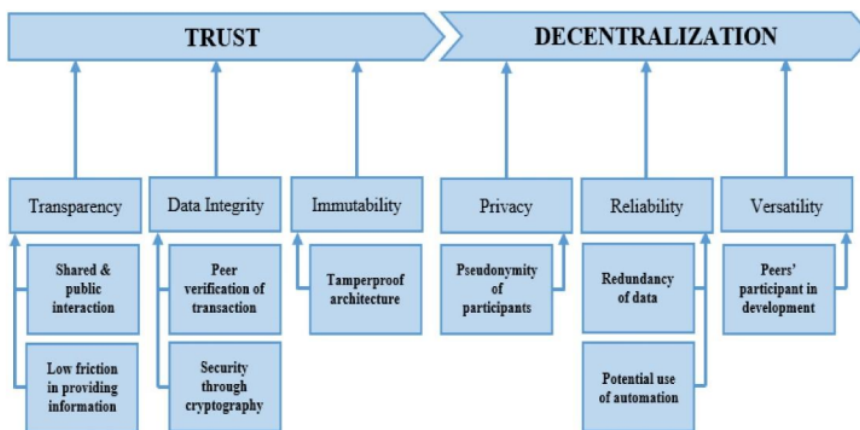 TRUST
DECENTRALIZATION
Transparency
Data Integrity
Immutability
Privacy
Reliability
Versatility
Shared &
public
interaction
Peer
verification of
transaction
Tamperproof
architecture
Pseudonymity
of
participants
Redundancy
of data
Peers'
participant in
development
Low friction
in providing
information
Security
through
cryptography
Potential use
of automation